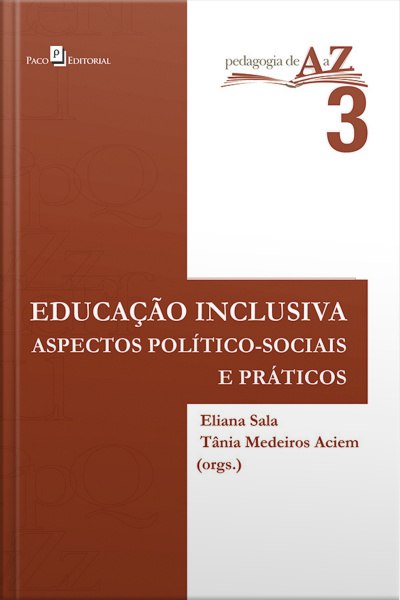 PACO EDITORIAL
pedagogia de A a Z
3
EDUCAÇÃO INCLUSIVA
ASPECTOS POLÍTICO-SOCIAIS
E PRÁTICOS
Eliana Sala
Tânia Medeiros Aciem
(orgs.)